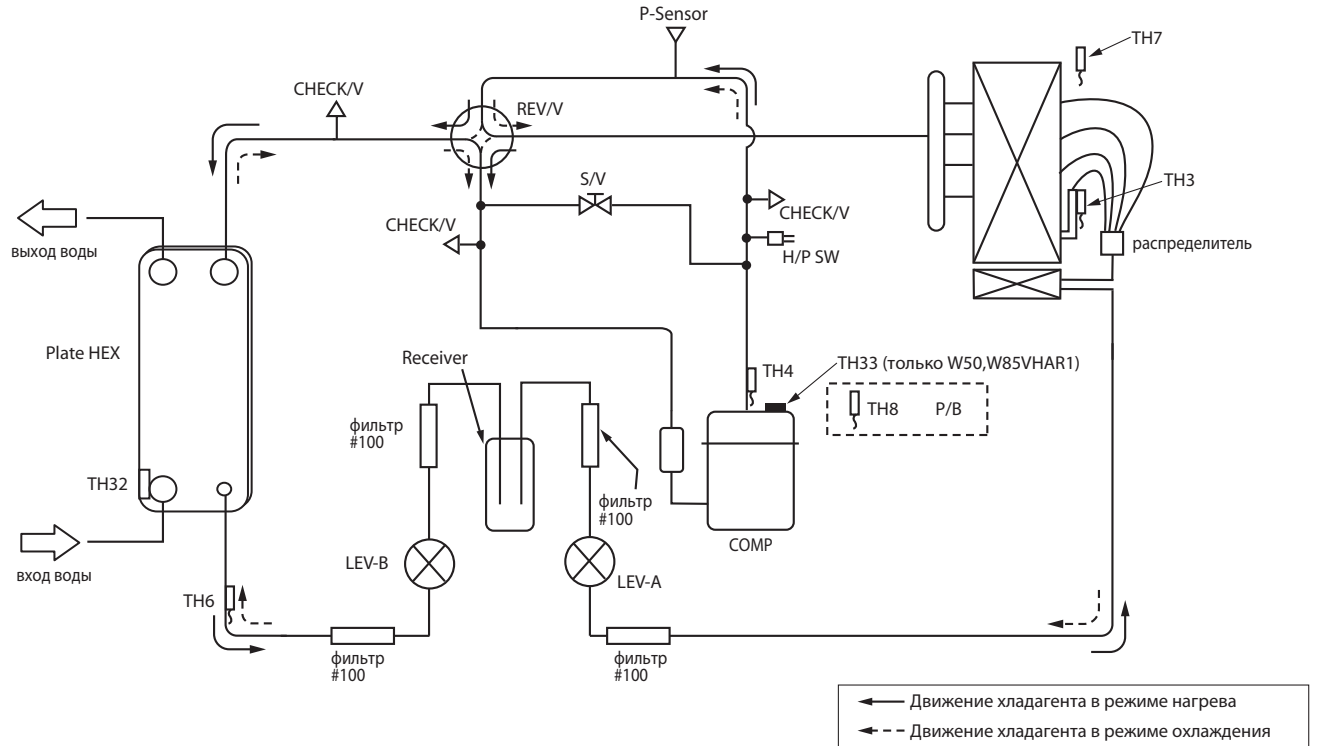 P-Sensor
TH7
CHECK/V
REV/V
TH3
S/V
CHECK/V
CHECK/V
выход воды
H/P SW
распределитель
Plate HEX
Receiver
TH4
TH33 (только W50,W85VHAR1)
TH8 P/B
фильтр
#100
TH32
фильтр
#100
COMP
LEV-B
LEV-A
вход воды
TH6
фильтр
#100
фильтр
#100
Движение хладагента в режиме нагрева
Движение хладагента в режиме охлаждения